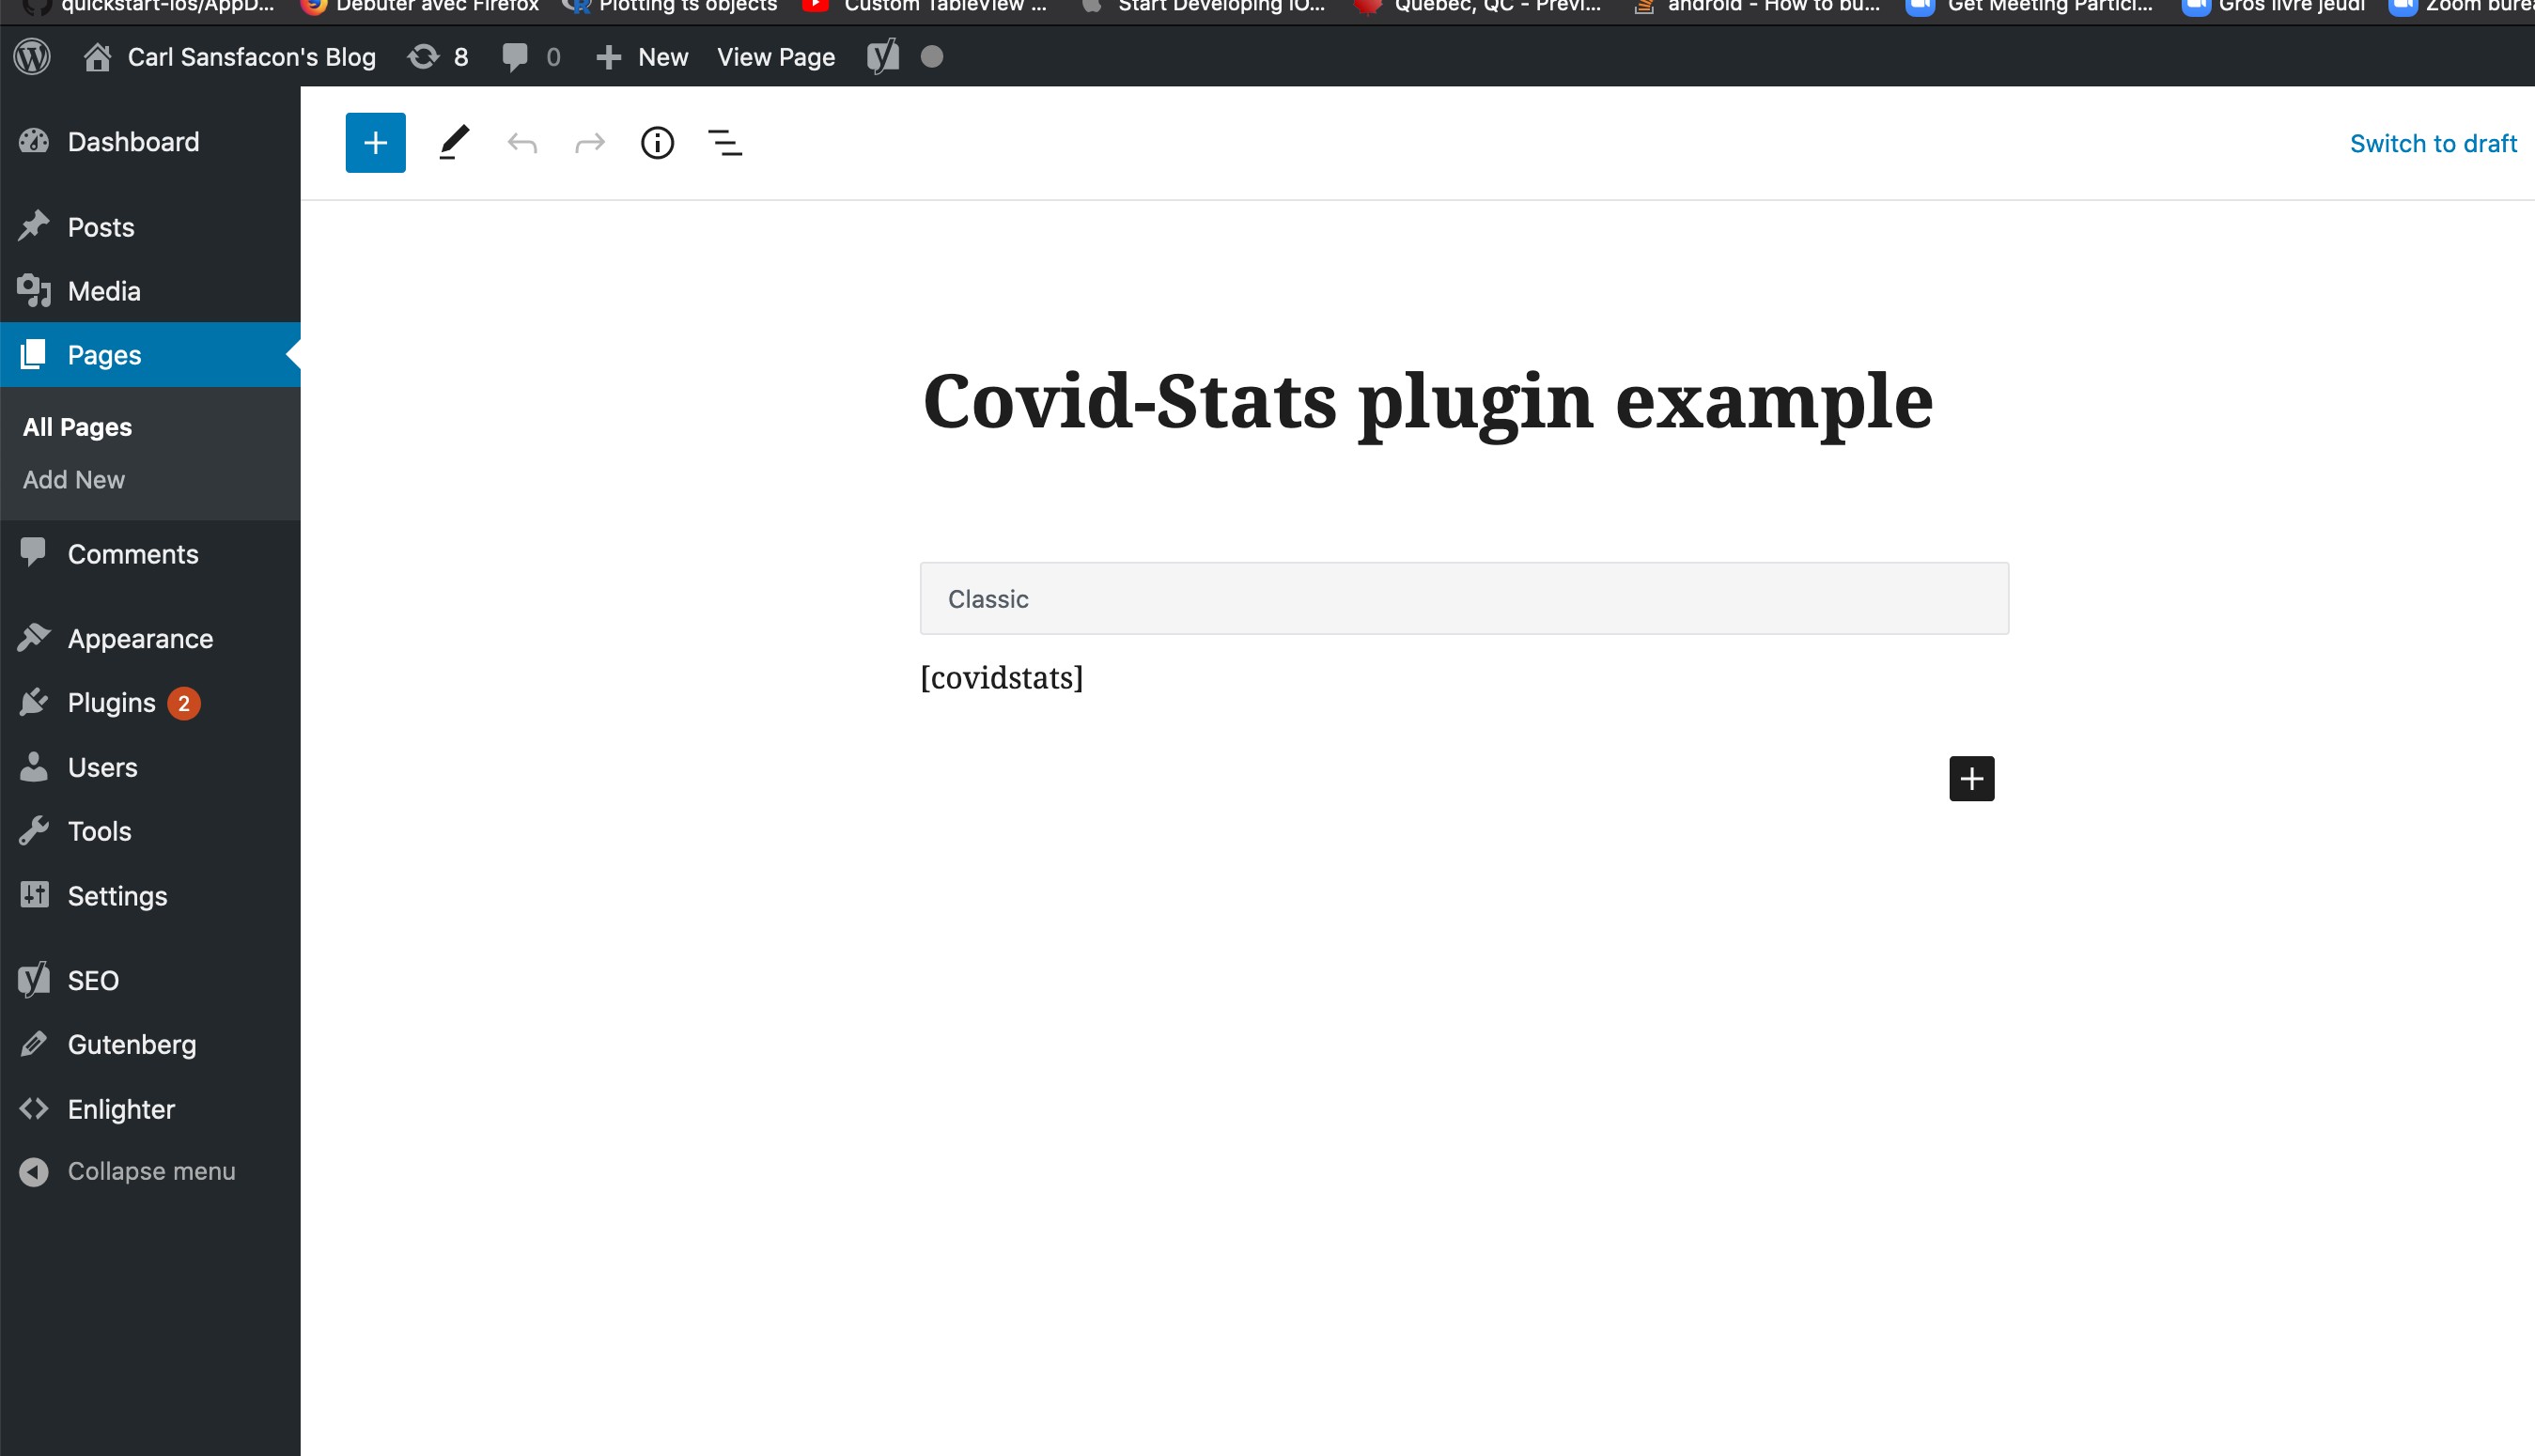 quickstart-ios/AppD... Débuter avec Firefox Plotting ts objects Custom TableView ... Start Developing iO... Québec, QC - Prévi... android - How to bu... Get Meeting Partici... Gros livre jeudi Zoom bure
Carl Sansfacon's Blog 8 0 New View Page
Dashboard
Switch to draft
Posts
Media
Pages
All Pages
Add New
Comments
Appearance
Plugins 2
Users
Tools
Settings
SEO
Gutenberg
Enlighter
Collapse menu
Covid-Stats plugin example
Classic
[covidstats]